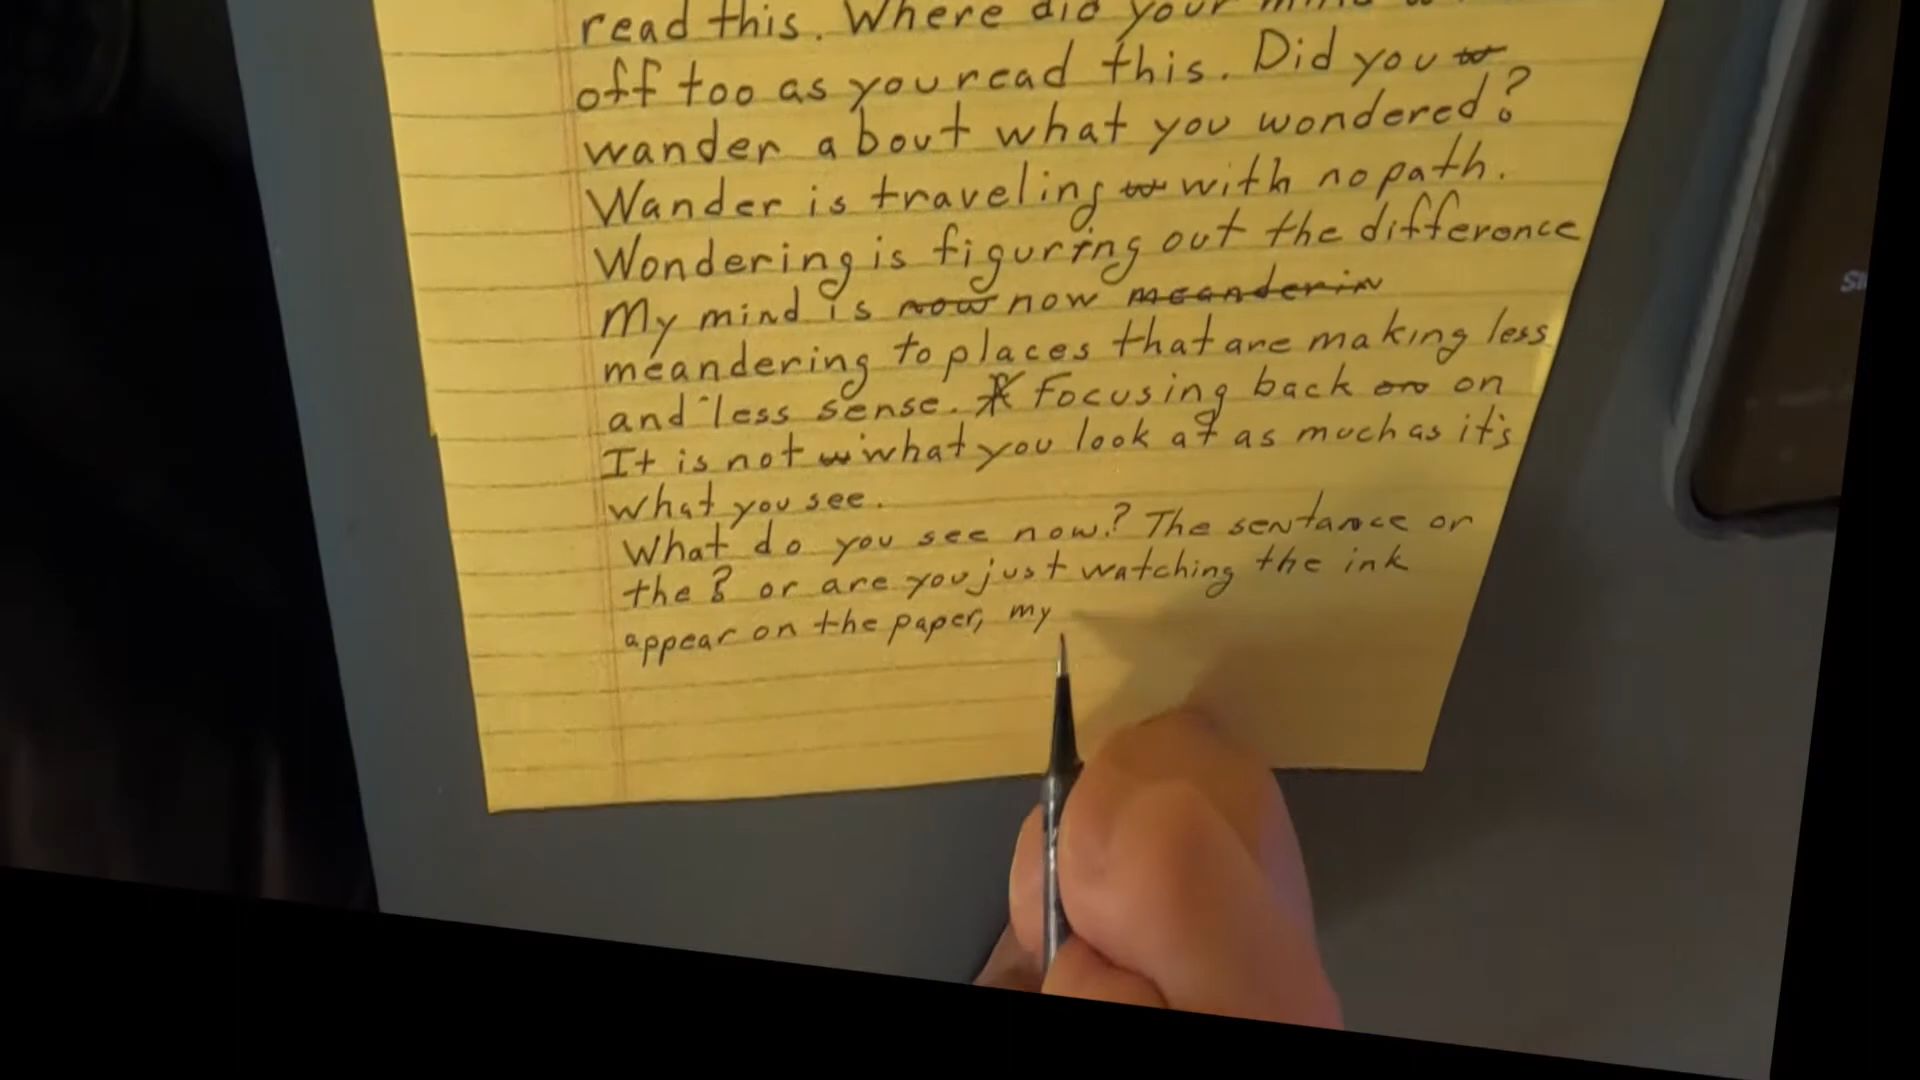 read this. Where did your mind
off too as you read this. Did you w
wander about what you wondered?
Wander is traveling w with no path.
Wondering is figuring out the difference
My mind is now now meanderin
meandering to places that are making less
and less sense. Focusing back on on
It is not w what you look at as much as it's
what you see.
What do you see now? The sentance or
the ? or are you just watching the ink
appear on the paper, my